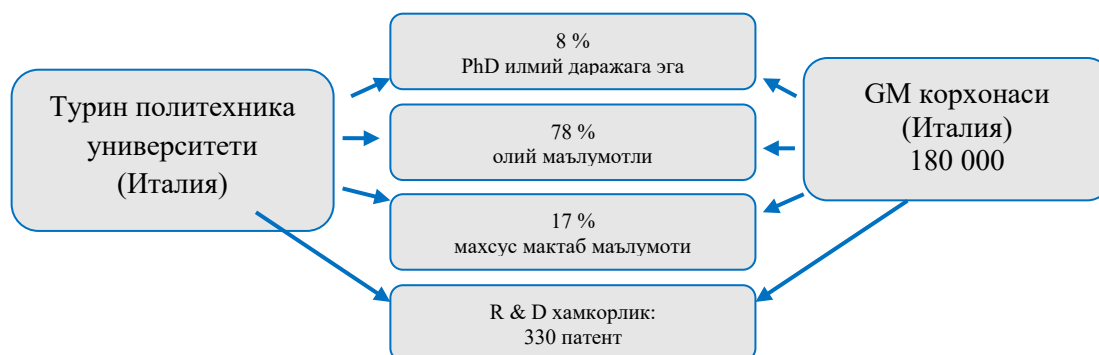 8 %
PhD илмий даражага эга
Турин политехника
университети
(Италия)
78 %
олий маълумотли
GM корхонаси
(Италия)
180 000
17 %
махсус мактаб маълумоти
R & D хамкорлик:
330 патент